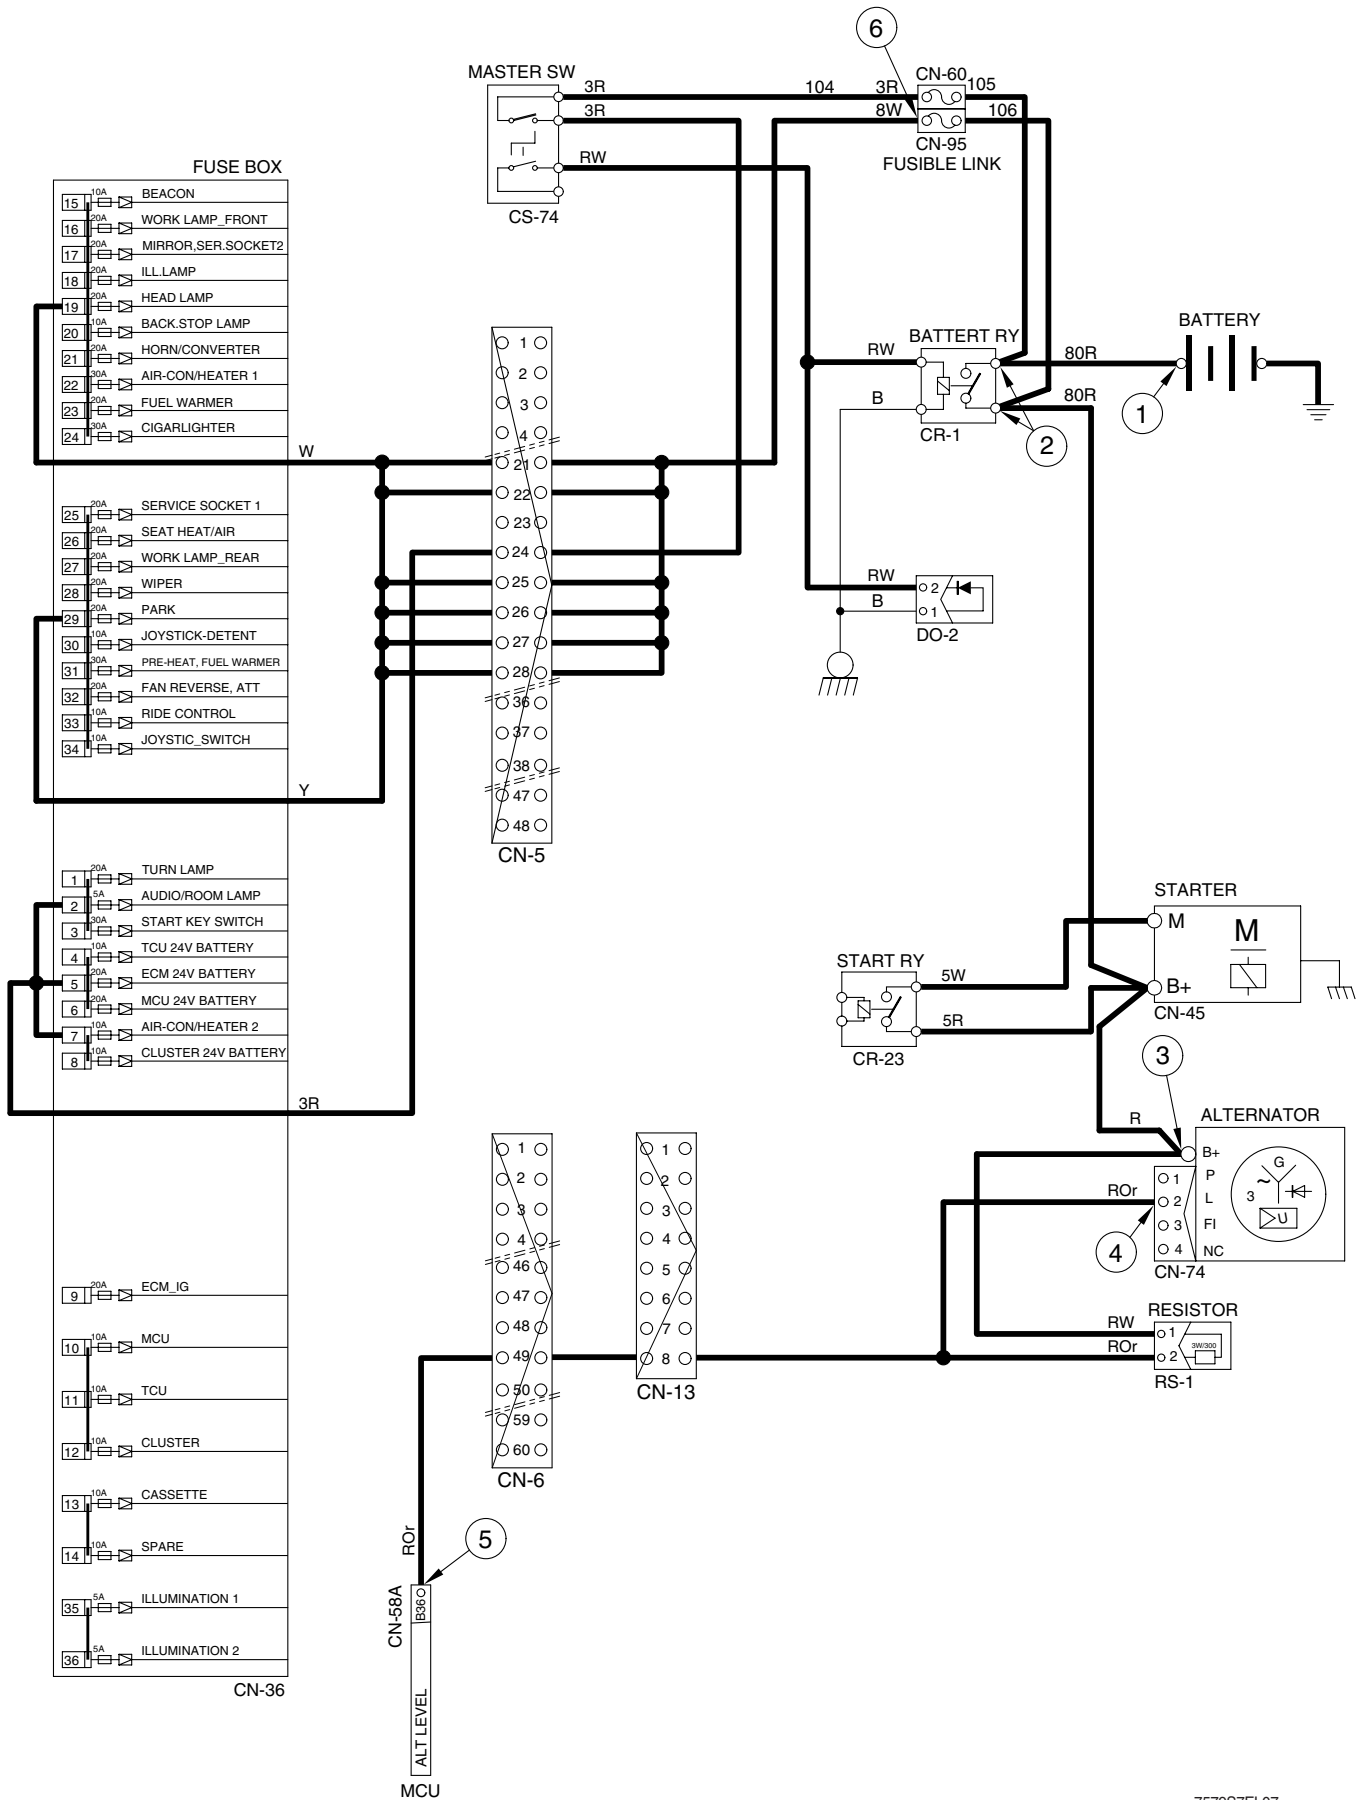 6
MASTER SW
CN-60
3R
104
3R
105
3R
8W
106
CN-95
FUSIBLE LINK
RW
CS-74
FUSE BOX
15 10A BEACON
16 20A WORK LAMP_FRONT
17 20A MIRROR,SER.SOCKET2
18 20A ILL.LAMP
19 20A HEAD LAMP
20 10A BACK.STOP LAMP
21 20A HORN/CONVERTER
22 30A AIR-CON/HEATER 1
23 20A FUEL WARMER
24 30A CIGARLIGHTER
W
25 20A SERVICE SOCKET 1
26 20A SEAT HEAT/AIR
27 20A WORK LAMP_REAR
28 20A WIPER
29 20A PARK
30 10A JOYSTICK-DETENT
31 30A PRE-HEAT, FUEL WARMER
32 20A FAN REVERSE, ATT
33 10A RIDE CONTROL
34 10A JOYSTIC_SWITCH
Y
1 20A TURN LAMP
2 5A AUDIO/ROOM LAMP
3 30A START KEY SWITCH
4 10A TCU 24V BATTERY
5 20A ECM 24V BATTERY
6 20A MCU 24V BATTERY
7 10A AIR-CON/HEATER 2
8 10A CLUSTER 24V BATTERY
3R
9 20A ECM_IG
10 10A MCU
11 10A TCU
12 10A CLUSTER
13 10A CASSETTE
14 10A SPARE
35 5A ILLUMINATION 1
36 5A ILLUMINATION 2
CN-36
1
2
3
4
21
22
23
24
25
26
27
28
36
37
38
47
48
CN-5
BATTERT RY
RW
B
CR-1
80R
80R
2
BATTERY
1
RW
B
2
1
DO-2
STARTER
M
M
B+
CN-45
START RY
5W
5R
CR-23
3
R
ALTERNATOR
B+
1 P
2 L
3 FI
4 NC
G
3
~
U
ROr
4
CN-74
RESISTOR
RW
1
ROr
2
3W/300
RS-1
1
2
3
4
46
47
48
49
50
59
60
CN-6
1
2
3
4
5
6
7
8
CN-13
ROr
5
CN-58A
B36
ALT LEVEL
MCU